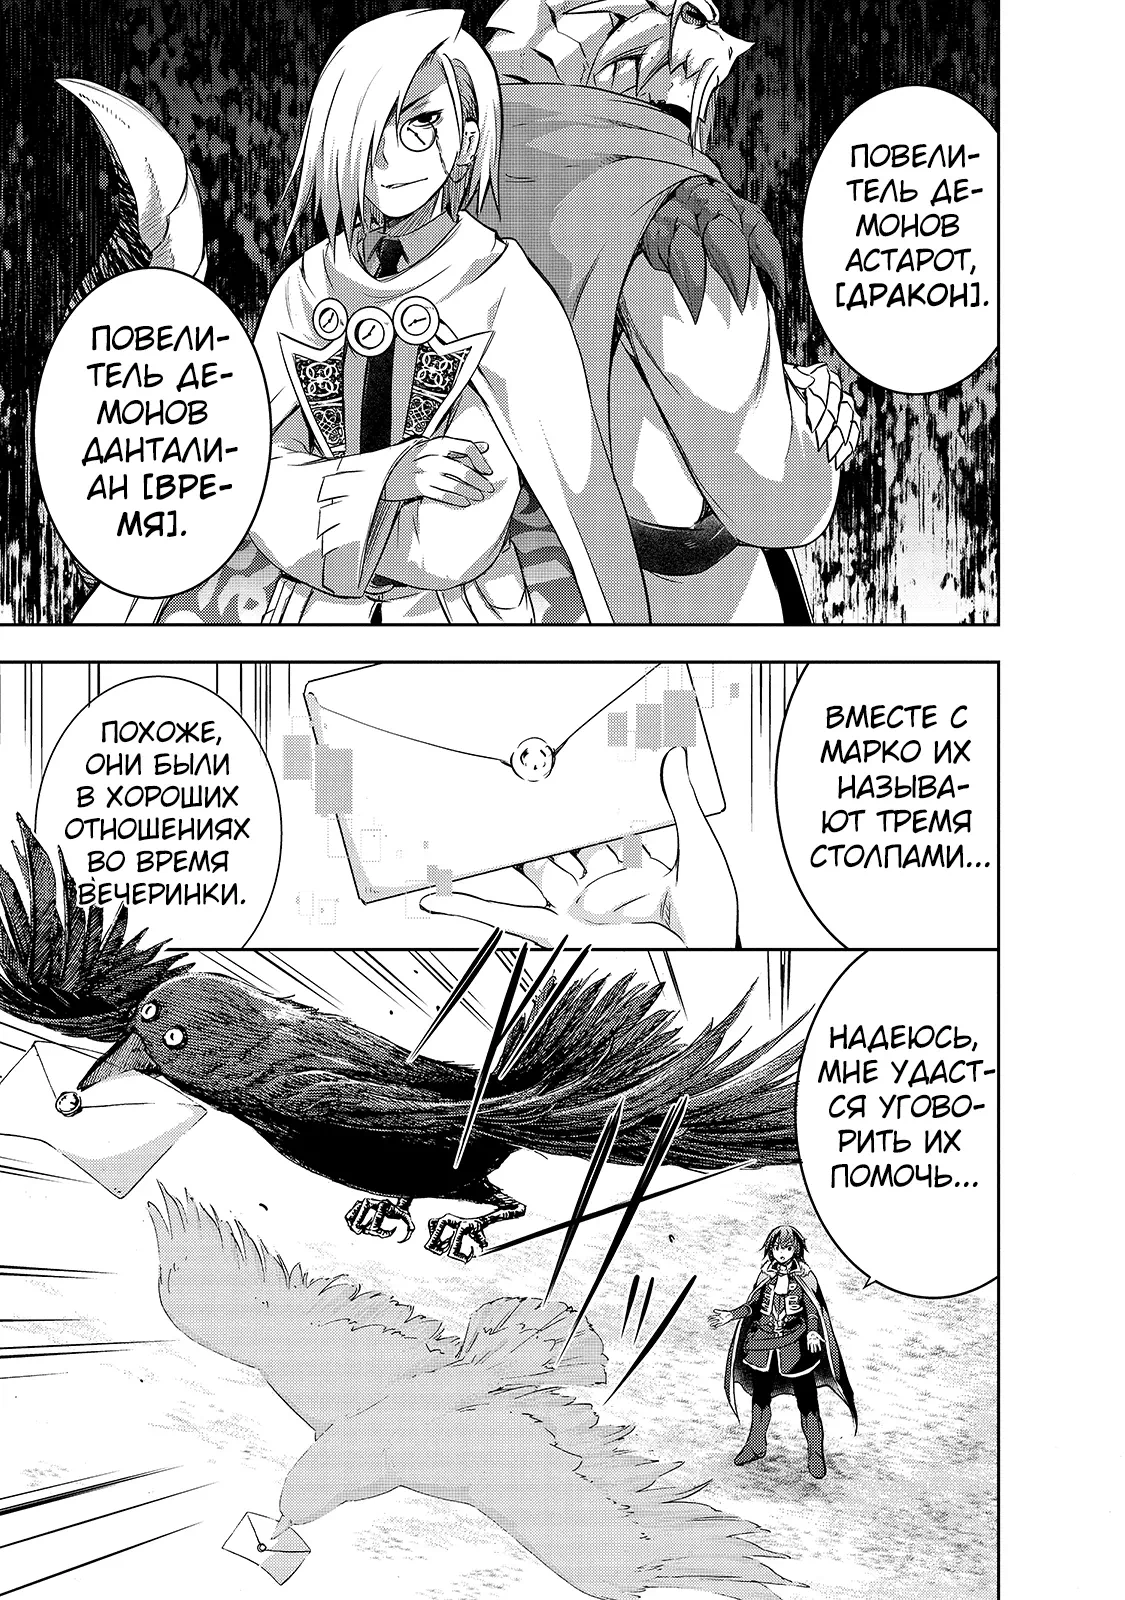 ПОВЕЛИ-
ТЕЛЬ ДЕ-
МОНОВ
АСТАРОТ,
[ДРАКОН].
ПОВЕЛИ-
ТЕЛЬ ДЕ-
МОНОВ
ДАНТАЛИ-
АН [ВРЕ-
МЯ].
ВМЕСТЕ С
МАРКО ИХ
НАЗЫВА-
ЮТ ТРЕМЯ
СТОЛПАМИ...
ПОХОЖЕ,
ОНИ БЫЛИ
В ХОРОШИХ
ОТНОШЕНИЯХ
ВО ВРЕМЯ
ВЕЧЕРИНКИ.
НАДЕЮСЬ,
МНЕ УДАСТ-
СЯ УГОВО-
РИТЬ ИХ
ПОМОЧЬ...